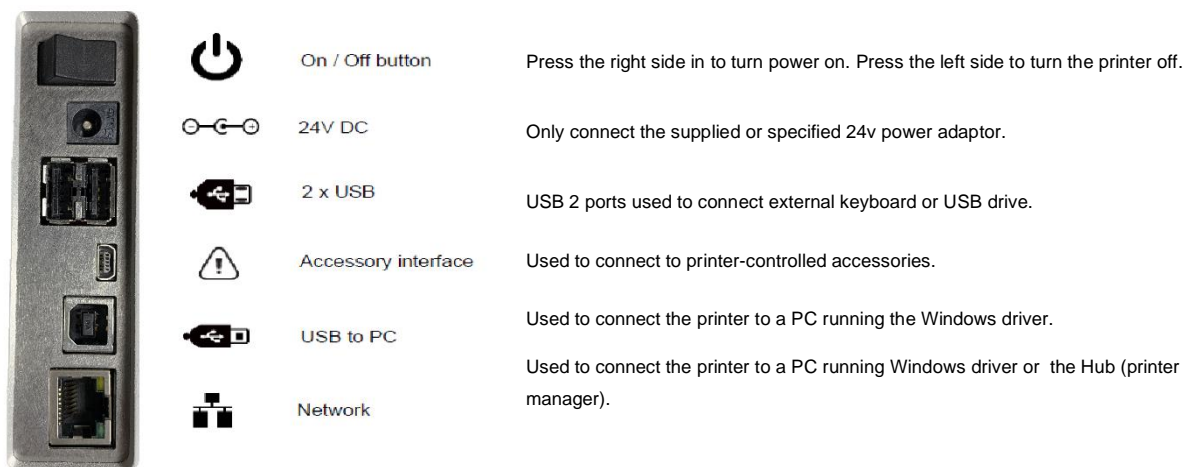 On / Off button
Press the right side in to turn power on. Press the left side to turn the printer off.
24V DC
Only connect the supplied or specified 24v power adaptor.
2 x USB
USB 2 ports used to connect external keyboard or USB drive.
Accessory interface
Used to connect to printer-controlled accessories.
USB to PC
Used to connect the printer to a PC running the Windows driver.
Network
Used to connect the printer to a PC running Windows driver or the Hub (printer
manager).